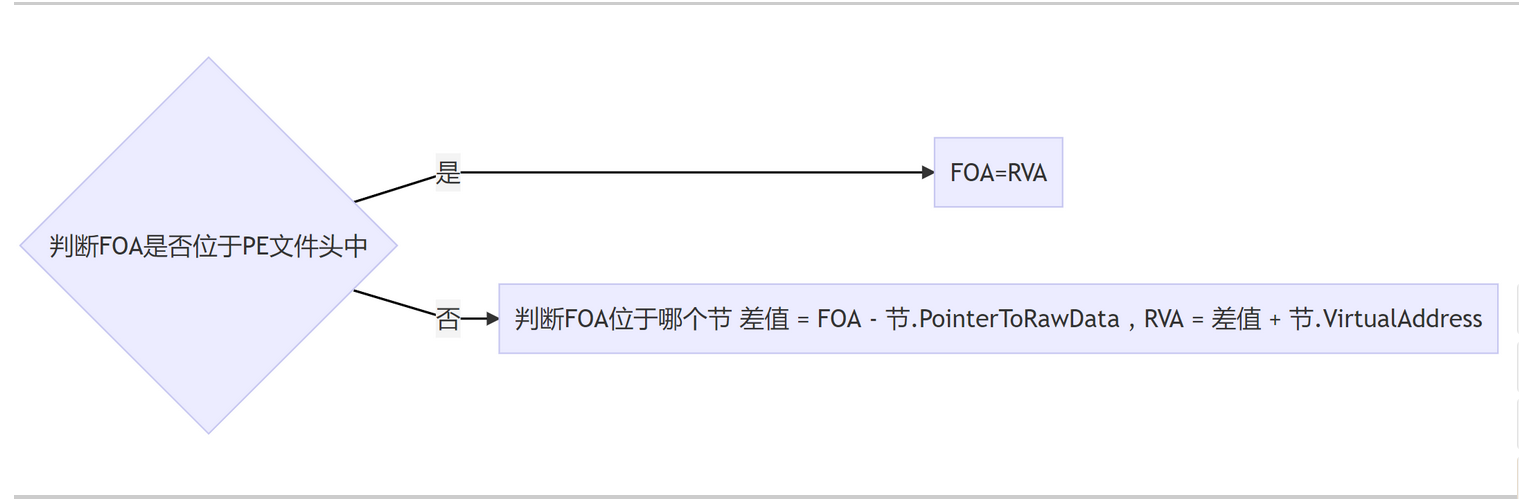 是
FOA=RVA
判断FOA是否位于PE文件头中
否
判断FOA位于哪个节 差值 = FOA - 节.PointerToRawData , RVA = 差值 + 节.VirtualAddress